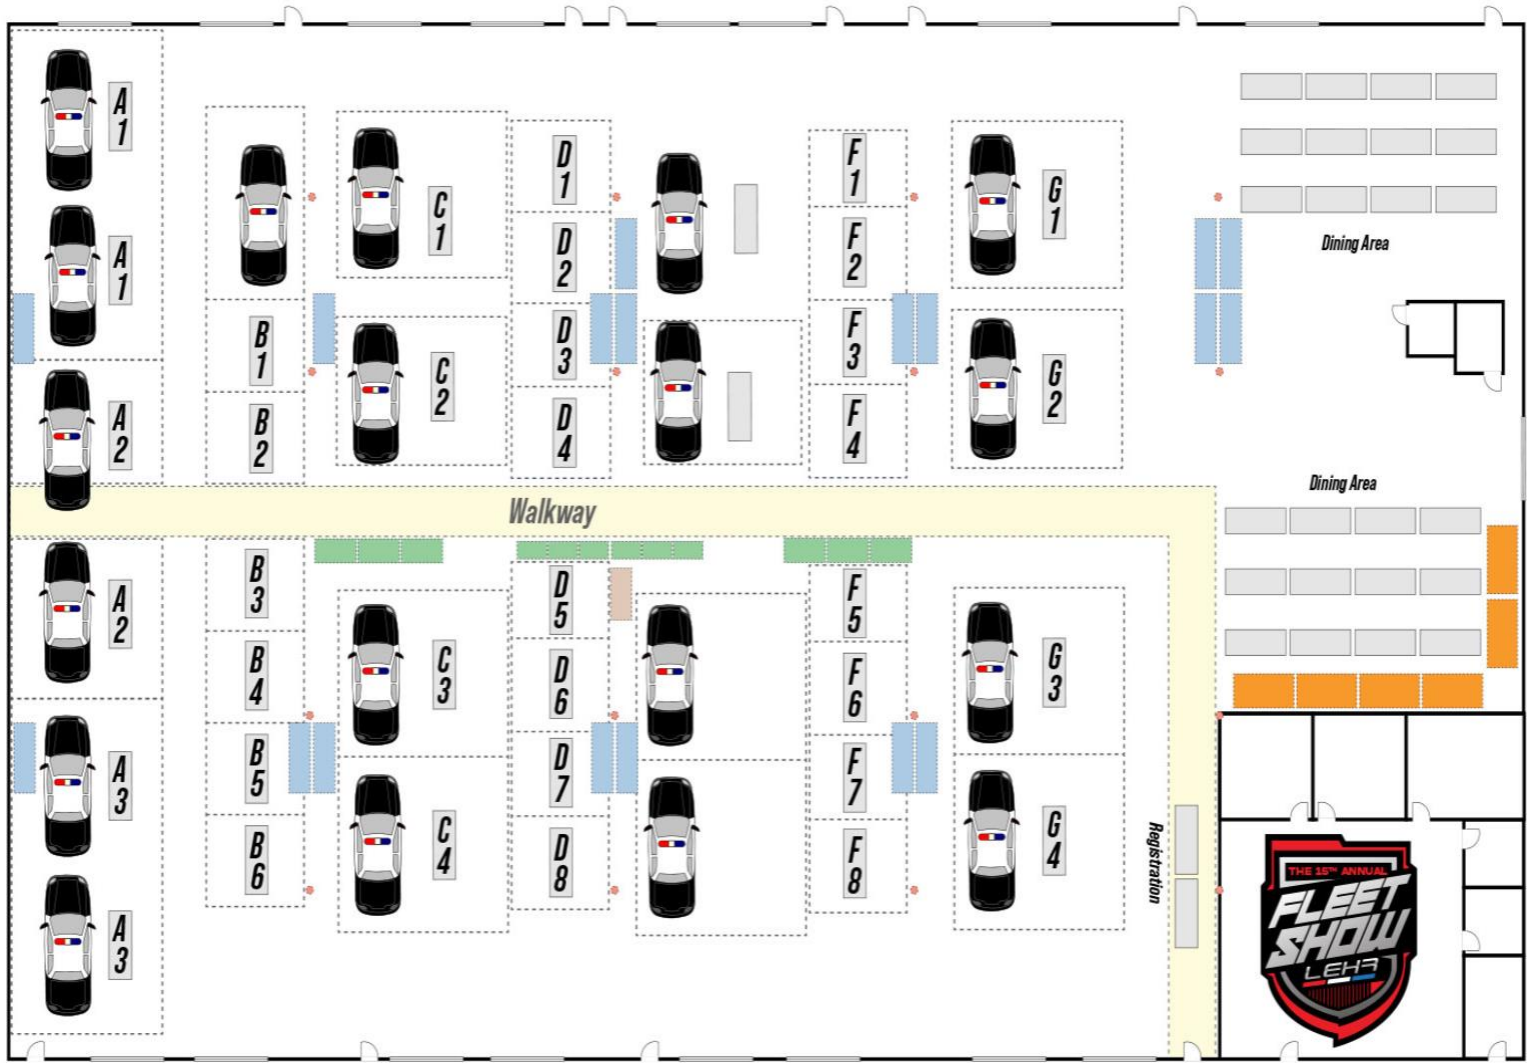 A1
A1
A2
A2
A3
A3
B1
B2
B3
B4
B5
B6
C1
C2
C3
C4
D1
D2
D3
D4
D5
D6
D7
D8
F1
F2
F3
F4
F5
F6
F7
F8
G1
G2
G3
G4
Dining Area
Dining Area
Walkway
Registration
THE 15TH ANNUAL
FLEET
SHOW
LEHR